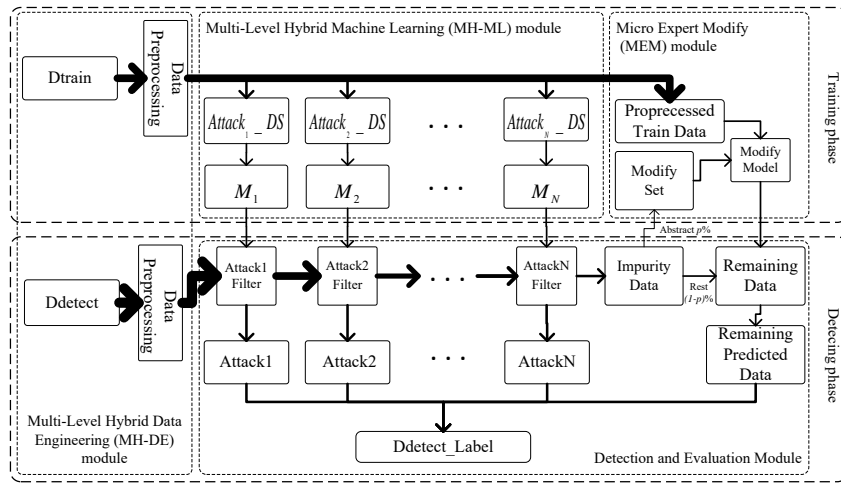 Multi-Level Hybrid Machine Learning (MH-ML) module
Micro Expert Modify
(MEM) module
Training phase
Dtrain
Data
Preprocessing
Attack_1_DS
Attack_2_DS
. . .
Attack_N_DS
Proprecessed
Train Data
Modify
Set
Modify
Model
M_1
M_2
. . .
M_N
Abstract p%
Ddetect
Data
Preprocessing
Attack1
Filter
Attack2
Filter
. . .
AttackN
Filter
Impurity
Data
Rest
(1-p)%
Remaining
Data
Detecing phase
Attack1
Attack2
. . .
AttackN
Remaining
Predicted
Data
Multi-Level Hybrid Data
Engineering (MH-DE)
module
Ddetect_Label
Detection and Evaluation Module